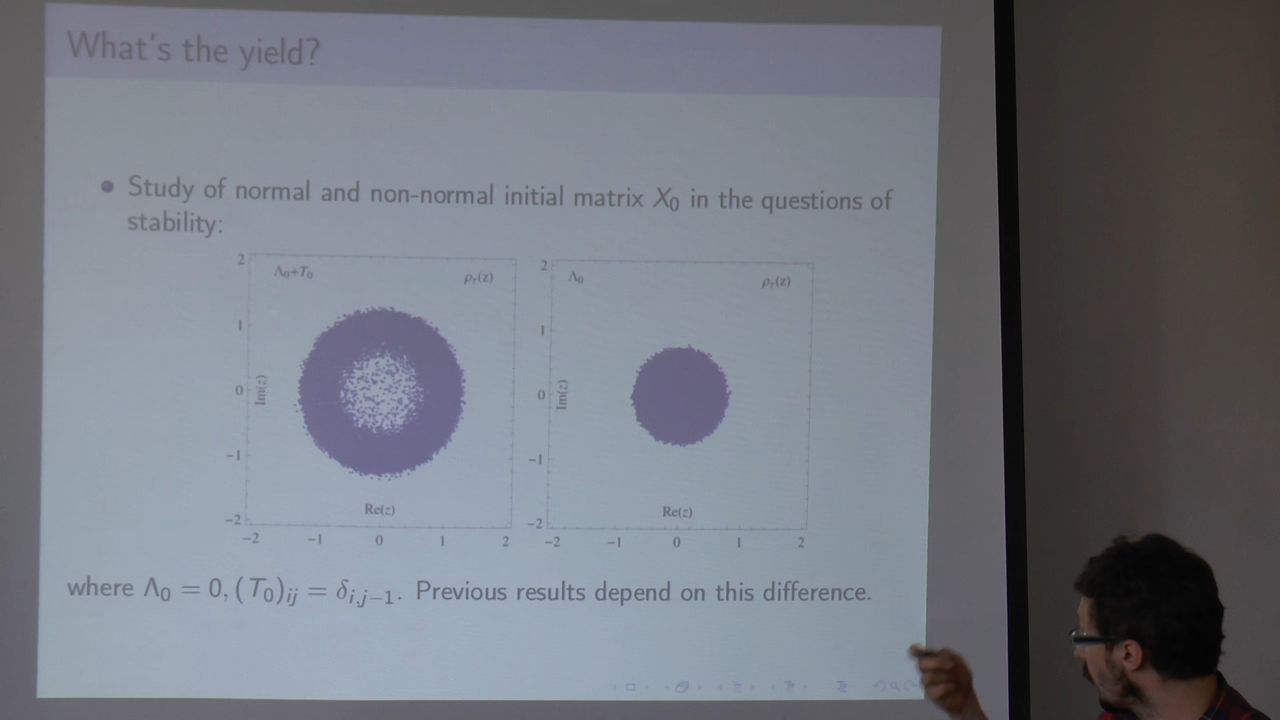 What's the yield?
Study of normal and non-normal initial matrix X₀ in the questions of
stability:
Λ₀+T₀ ρτ(z)
2
1
0
−1
−2
Im(z)
Re(z)
−2 −1 0 1 2
Λ₀ ρτ(z)
2
1
0
−1
−2
Im(z)
Re(z)
−2 −1 0 1 2
where Λ₀ = 0, (T₀)ij = δi,j−1. Previous results depend on this difference.